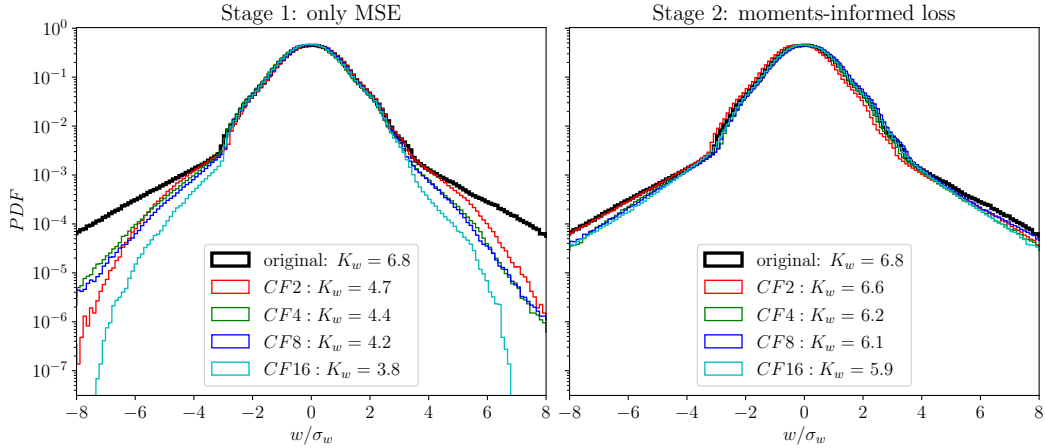 Stage 1: only MSE
Stage 2: moments-informed loss
PDF
10⁰
10⁻¹
10⁻²
10⁻³
10⁻⁴
10⁻⁵
10⁻⁶
10⁻⁷
original: K_w = 6.8
CF2 : K_w = 4.7
CF4 : K_w = 4.4
CF8 : K_w = 4.2
CF16 : K_w = 3.8
−8 −6 −4 −2 0 2 4 6 8
w/σ_w
original: K_w = 6.8
CF2 : K_w = 6.6
CF4 : K_w = 6.2
CF8 : K_w = 6.1
CF16 : K_w = 5.9
−8 −6 −4 −2 0 2 4 6 8
w/σ_w